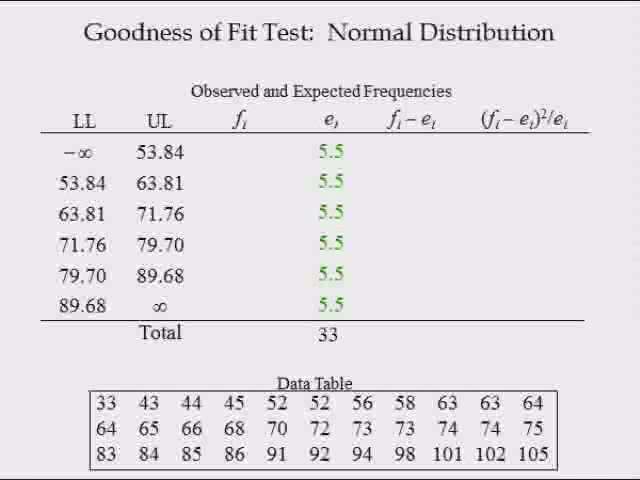 Goodness of Fit Test: Normal Distribution
Observed and Expected Frequencies
LL UL fᵢ eᵢ fᵢ – eᵢ (fᵢ – eᵢ)²/eᵢ
−∞ 53.84 5.5
53.84 63.81 5.5
63.81 71.76 5.5
71.76 79.70 5.5
79.70 89.68 5.5
89.68 ∞ 5.5
Total 33
Data Table
33 43 44 45 52 52 56 58 63 63 64
64 65 66 68 70 72 73 73 74 74 75
83 84 85 86 91 92 94 98 101 102 105